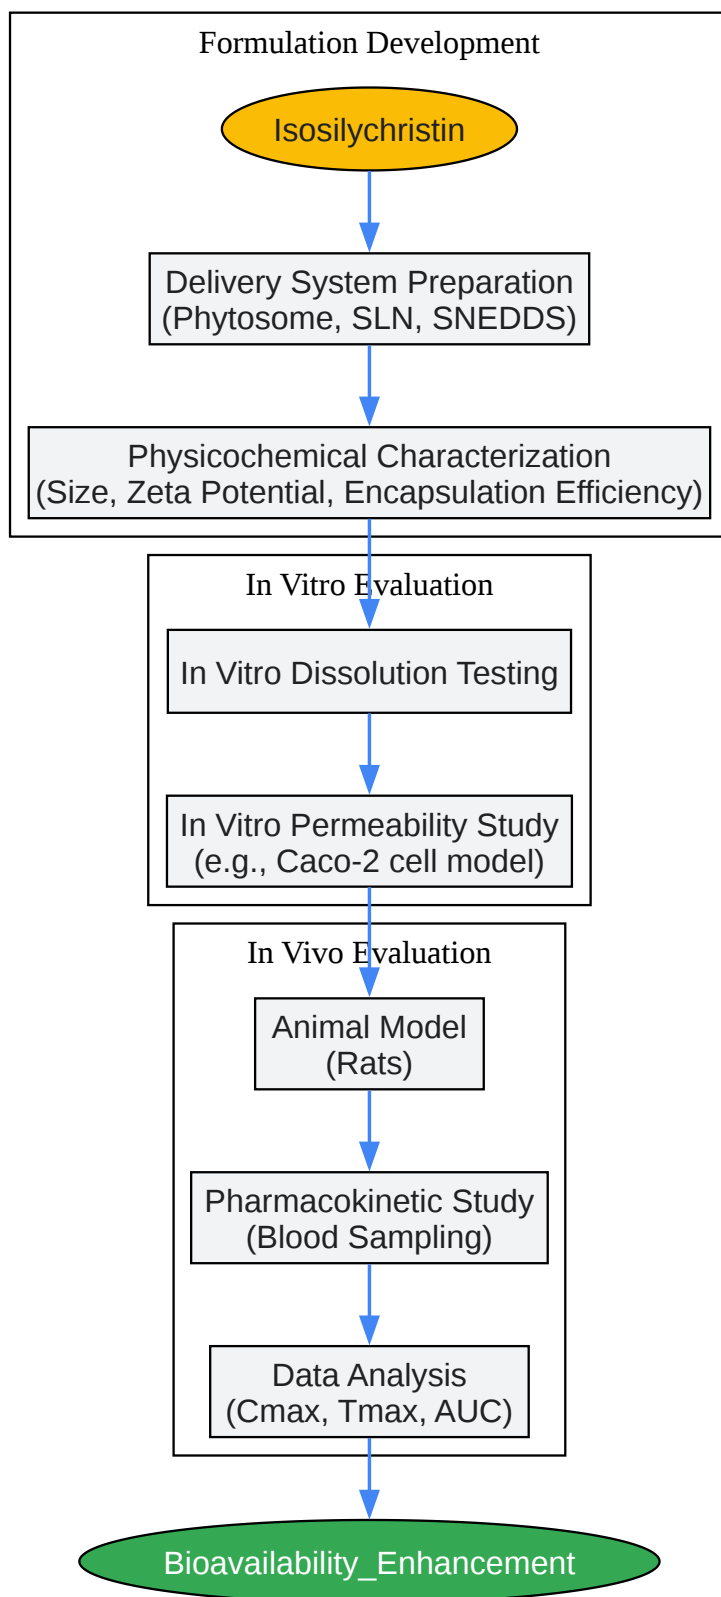 Formulation Development
Isosilychristin
Delivery System Preparation
(Phytosome, SLN, SNEDDS)
Physicochemical Characterization
(Size, Zeta Potential, Encapsulation Efficiency)
In Vitro Evaluation
In Vitro Dissolution Testing
In Vitro Permeability Study
(e.g., Caco-2 cell model)
In Vivo Evaluation
Animal Model
(Rats)
Pharmacokinetic Study
(Blood Sampling)
Data Analysis
(Cmax, Tmax, AUC)
Bioavailability_Enhancement